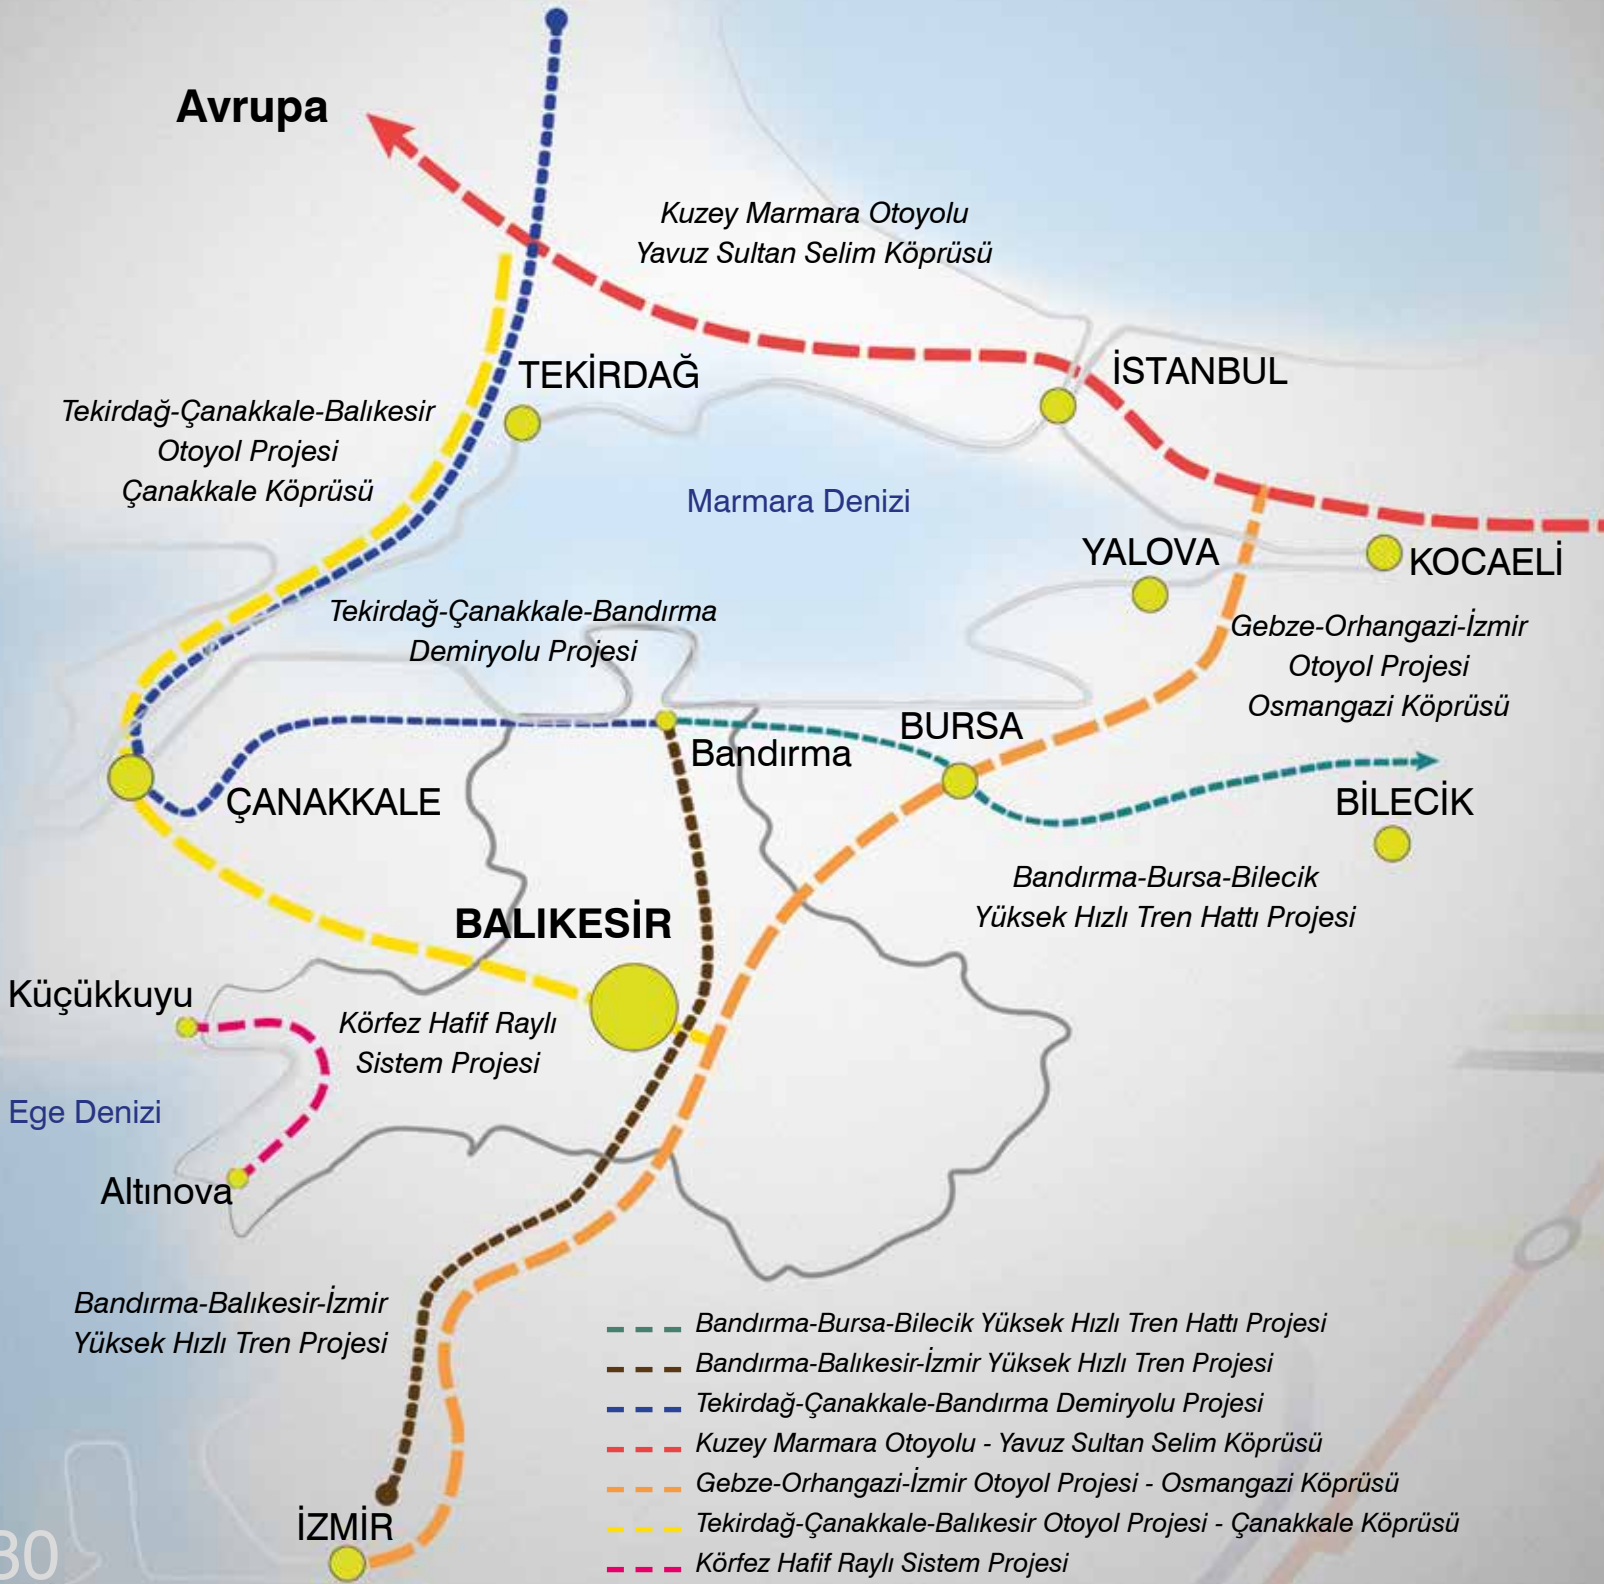 Avrupa
Kuzey Marmara Otoyolu
Yavuz Sultan Selim Köprüsü
TEKİRDAĞ
İSTANBUL
Tekirdağ-Çanakkale-Balıkesir
Otoyol Projesi
Çanakkale Köprüsü
Marmara Denizi
YALOVA
KOCAELİ
Tekirdağ-Çanakkale-Bandırma
Demiryolu Projesi
Gebze-Orhangazi-İzmir
Otoyol Projesi
Osmangazi Köprüsü
BURSA
Bandırma
ÇANAKKALE
BİLECİK
Bandırma-Bursa-Bilecik
Yüksek Hızlı Tren Hattı Projesi
BALIKESİR
Küçükkuyu
Körfez Hafif Raylı
Sistem Projesi
Ege Denizi
Altınova
Bandırma-Balıkesir-İzmir
Yüksek Hızlı Tren Projesi
İZMİR
Bandırma-Bursa-Bilecik Yüksek Hızlı Tren Hattı Projesi
Bandırma-Balıkesir-İzmir Yüksek Hızlı Tren Projesi
Tekirdağ-Çanakkale-Bandırma Demiryolu Projesi
Kuzey Marmara Otoyolu - Yavuz Sultan Selim Köprüsü
Gebze-Orhangazi-İzmir Otoyol Projesi - Osmangazi Köprüsü
Tekirdağ-Çanakkale-Balıkesir Otoyol Projesi - Çanakkale Köprüsü
Körfez Hafif Raylı Sistem Projesi
30